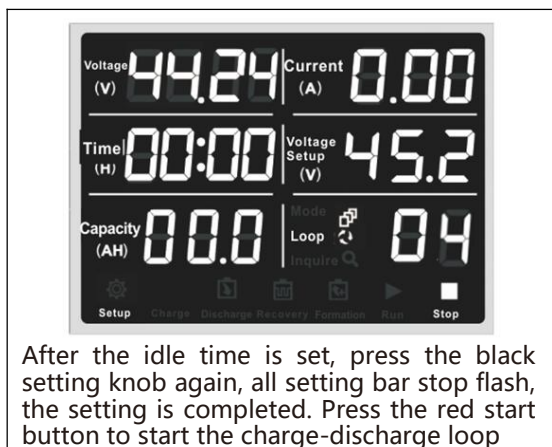 Voltage (V) 44.24 Current (A) 0.00
Time (H) 00:00 Voltage Setup (V) 45.2
Capacity (AH) 00.0 Mode Loop Inquire 04
Setup Charge Discharge Recovery Formation Run Stop
After the idle time is set, press the black
setting knob again, all setting bar stop flash,
the setting is completed. Press the red start
button to start the charge-discharge loop